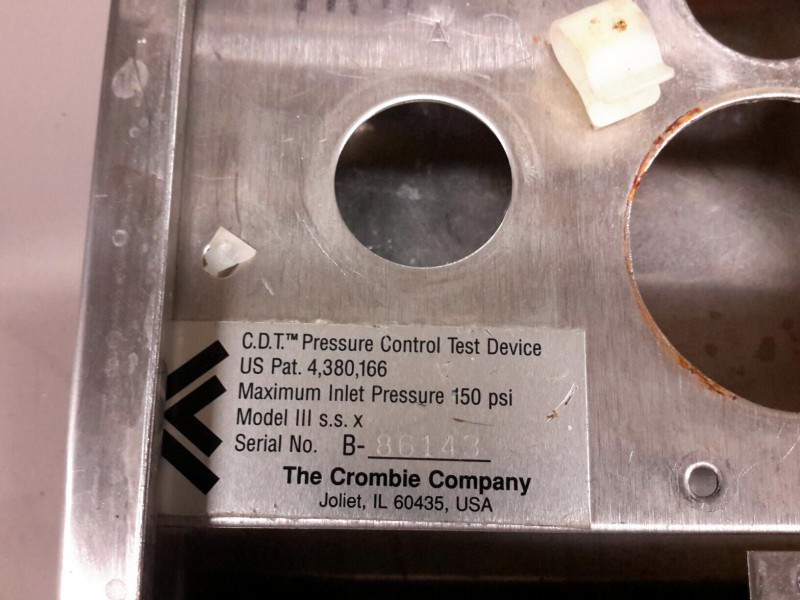 C.D.T.™ Pressure Control Test Device
US Pat. 4,380,166
Maximum Inlet Pressure 150 psi
Model III s.s. x
Serial No. B-86143
The Crombie Company
Joliet, IL 60435, USA